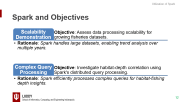 Spark and Objectives
Scalability Demonstration
Objective: Assess data processing scalability for growing fisheries datasets.
• Rationale: Spark handles large datasets, enabling trend analysis over multiple years.
Complex Query Processing
Objective: Investigate habitat-depth correlation using Spark's distributed query processing.
• Rationale: Spark efficiently processes complex queries for habitat-fishing depth insights.